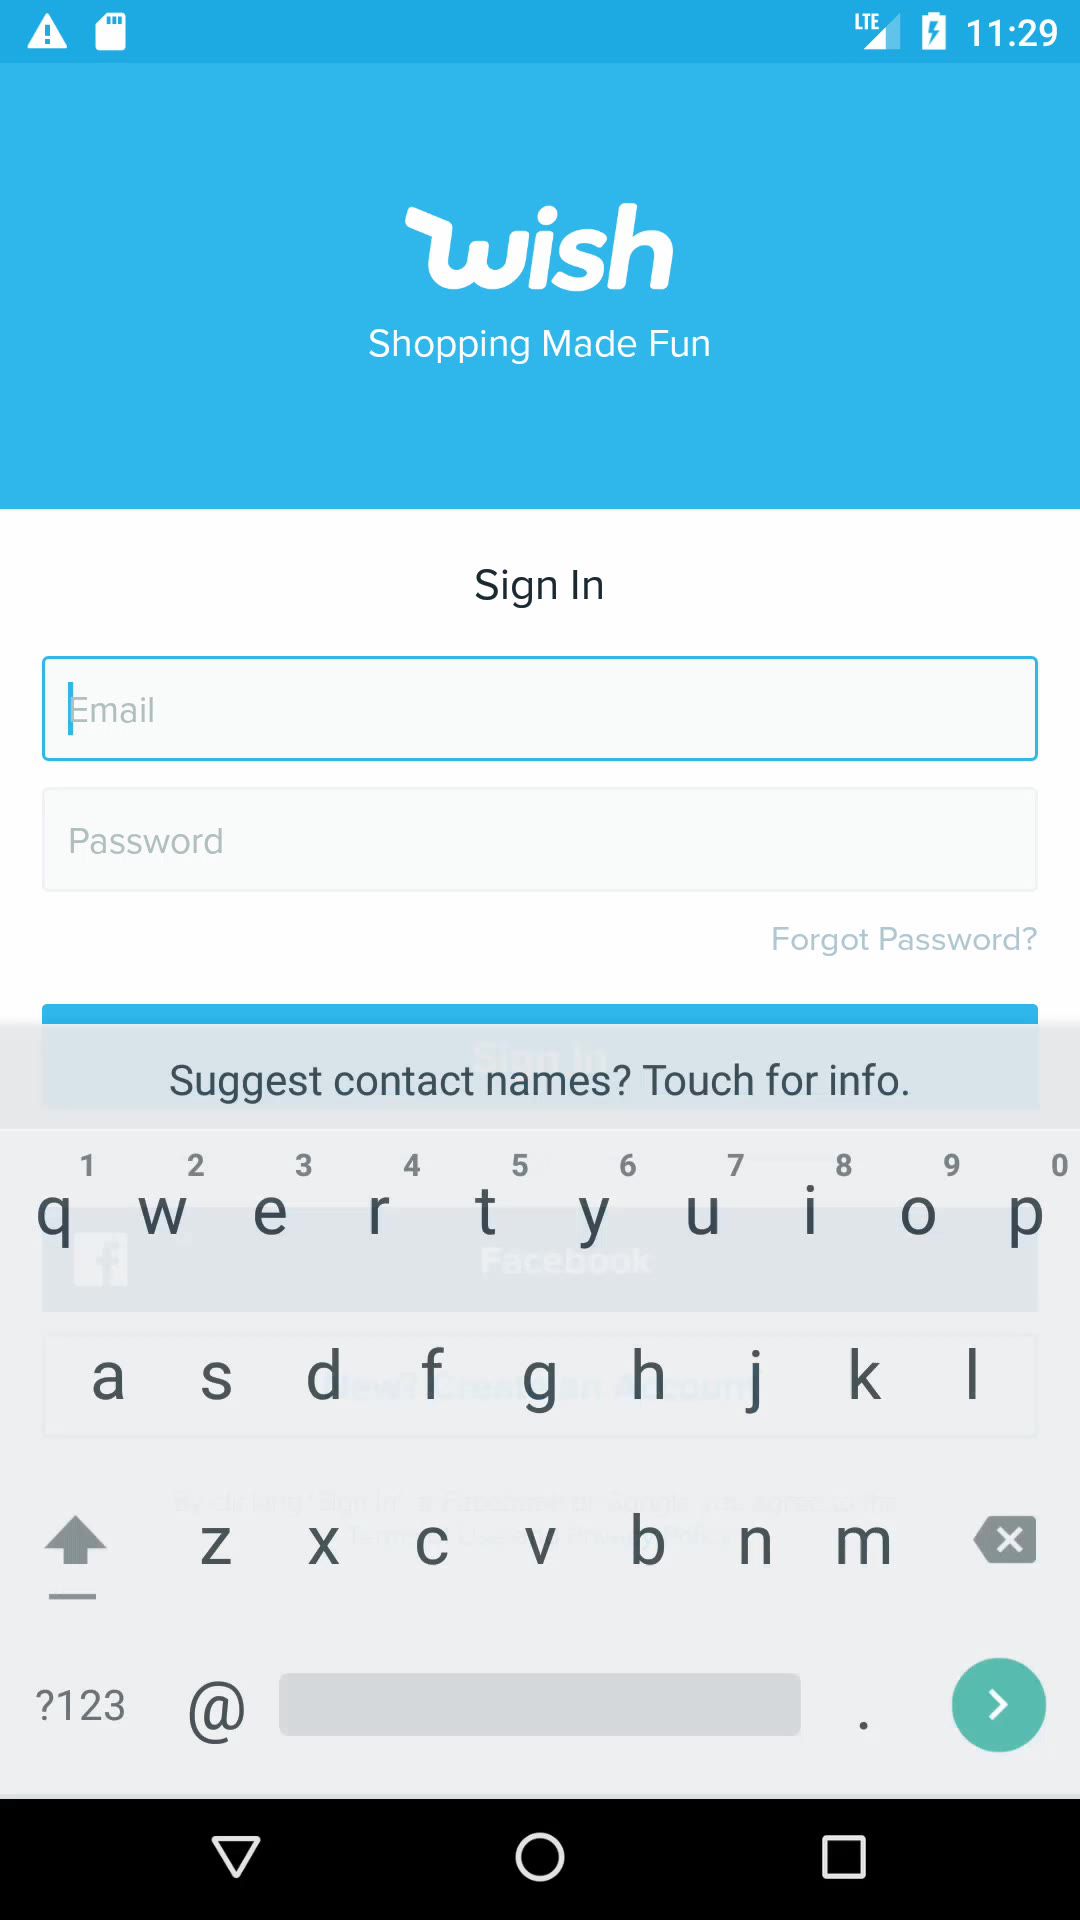 LTE 11:29
wish
Shopping Made Fun
Sign In
Email
Password
Forgot Password?
Sign In
Suggest contact names? Touch for info.
1 2 3 4 5 6 7 8 9 0
q w e r t y u i o p
Facebook
a s d f g h j k l
New? Create an Account
By clicking 'Sign In', Facebook or Google you agree to the
Terms of Use and Privacy Policy
z x c v b n m
?123 @ .